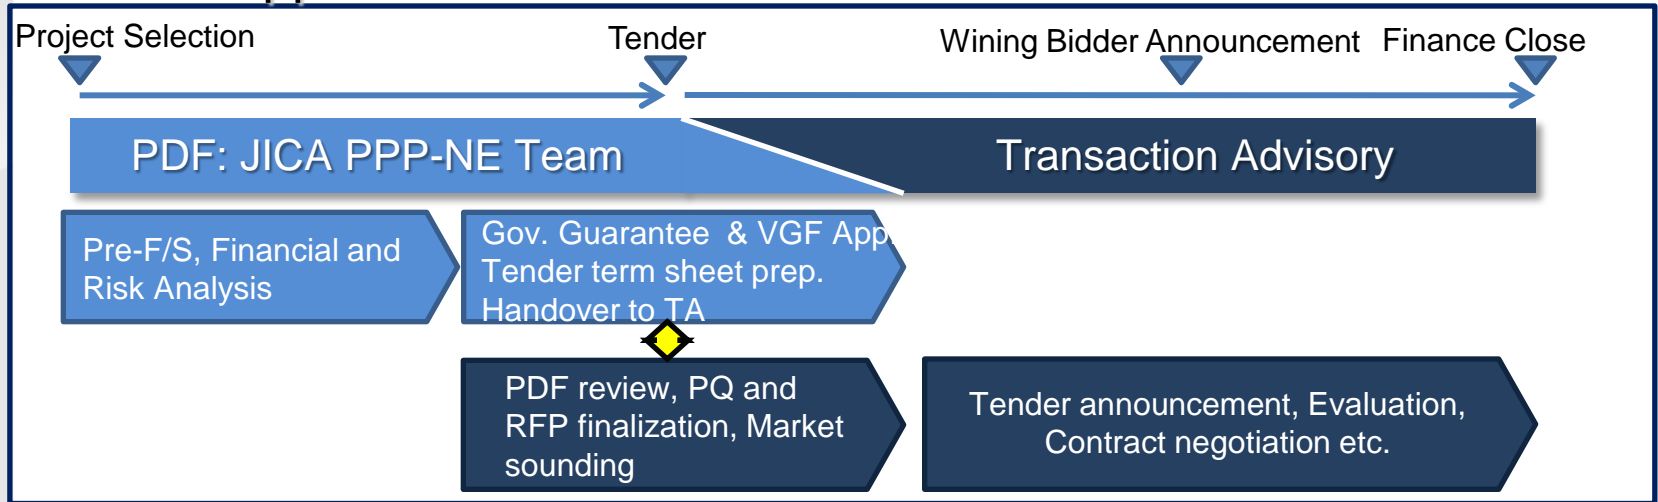 Project Selection
Tender
Wining Bidder Announcement
Finance Close
PDF: JICA PPP-NE Team
Transaction Advisory
Pre-F/S, Financial and
Risk Analysis
Gov. Guarantee & VGF App.
Tender term sheet prep.
Handover to TA
PDF review, PQ and
RFP finalization, Market
sounding
Tender announcement, Evaluation,
Contract negotiation etc.